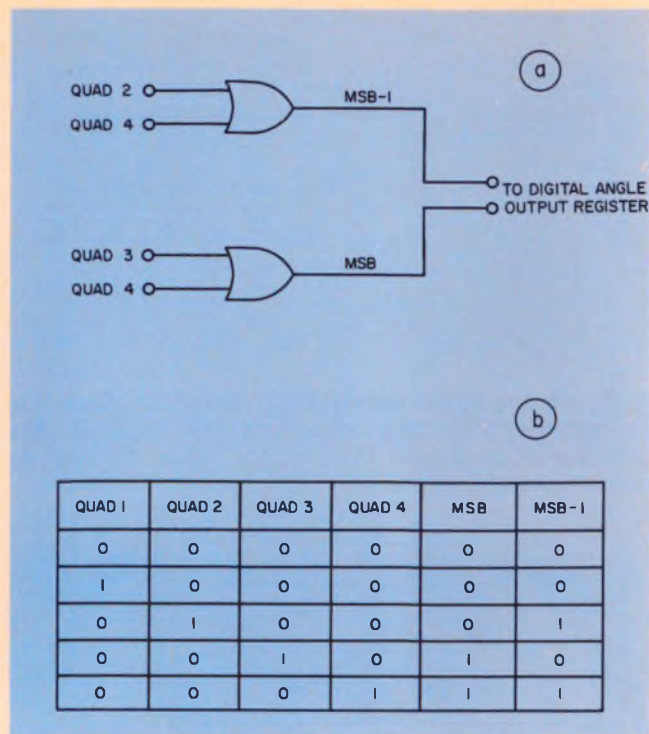 a
QUAD 2
MSB-1
QUAD 4
TO DIGITAL ANGLE
OUTPUT REGISTER
QUAD 3
MSB
QUAD 4
b
QUAD 1 QUAD 2 QUAD 3 QUAD 4 MSB MSB-1
0 0 0 0 0 0
1 0 0 0 0 0
0 1 0 0 0 1
0 0 1 0 1 0
0 0 0 1 1 1